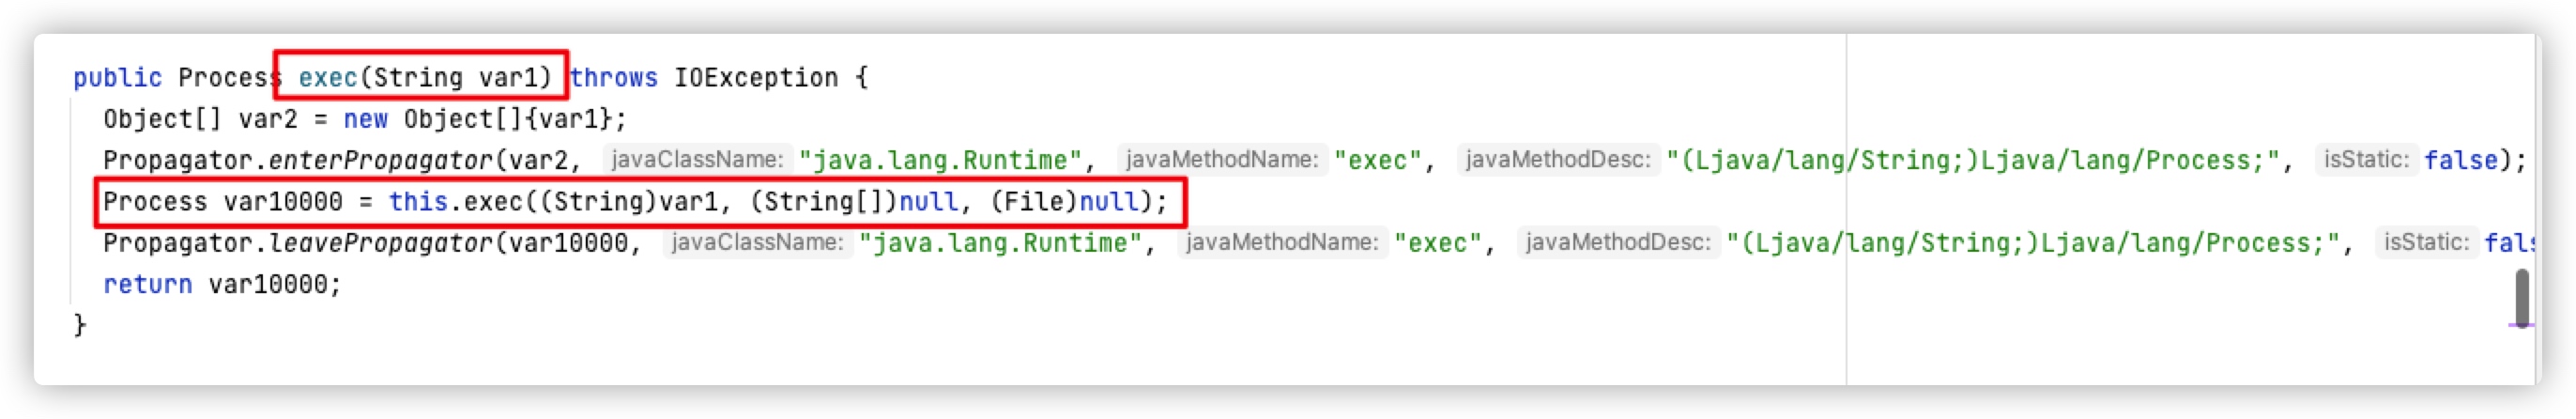 public Process exec(String var1) throws IOException {
Object[] var2 = new Object[]{var1};
Propagator.enterPropagator(var2, javaClassName: "java.lang.Runtime", javaMethodName: "exec", javaMethodDesc: "(Ljava/lang/String;)Ljava/lang/Process;", isStatic: false);
Process var10000 = this.exec((String)var1, (String[])null, (File)null);
Propagator.leavePropagator(var10000, javaClassName: "java.lang.Runtime", javaMethodName: "exec", javaMethodDesc: "(Ljava/lang/String;)Ljava/lang/Process;", isStatic: fals
return var10000;
}